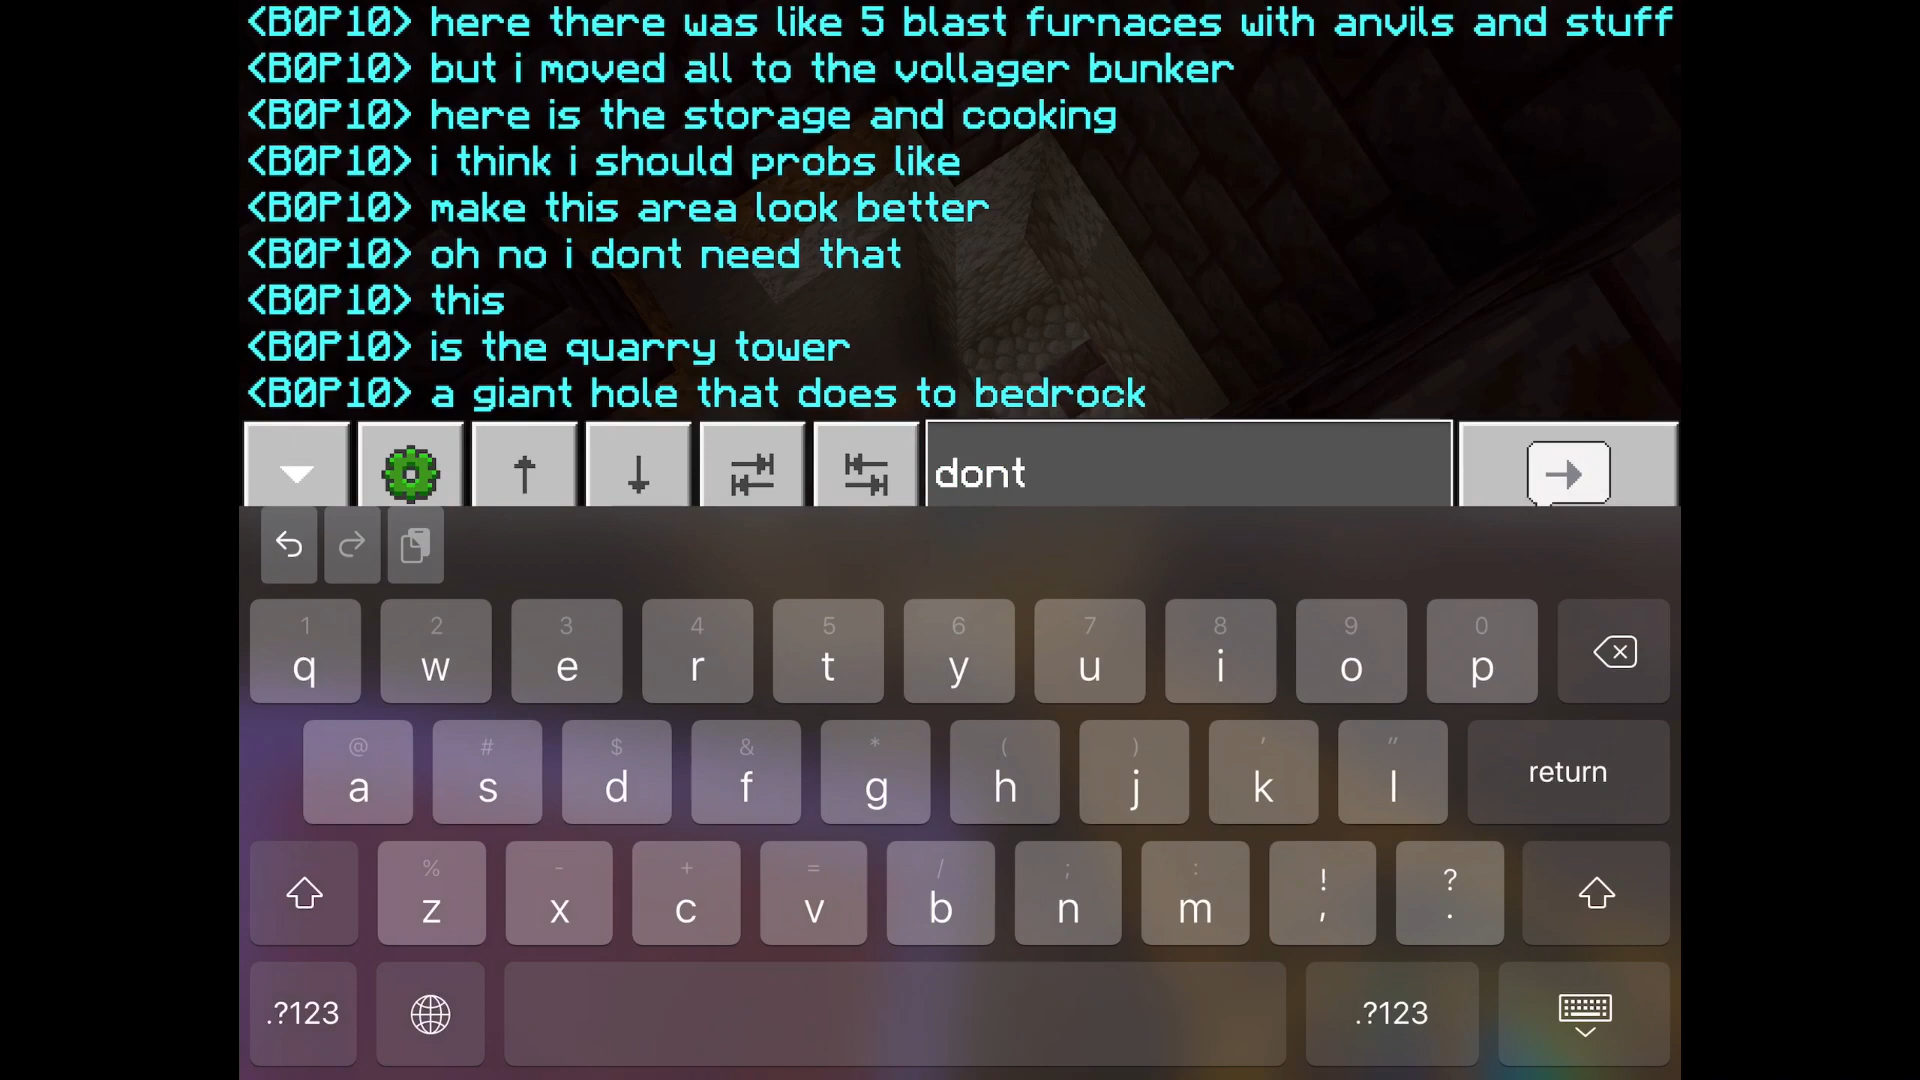 <B0P10> here there was like 5 blast furnaces with anvils and stuff
<B0P10> but i moved all to the vollager bunker
<B0P10> here is the storage and cooking
<B0P10> i think i should probs like
<B0P10> make this area look better
<B0P10> oh no i dont need that
<B0P10> this
<B0P10> is the quarry tower
<B0P10> a giant hole that does to bedrock
dont
1 2 3 4 5 6 7 8 9 0
q w e r t y u i o p
@ # $ & * ( ) ' "
a s d f g h j k l return
% - + = / ; : ! ?
z x c v b n m , .
.?123 .?123